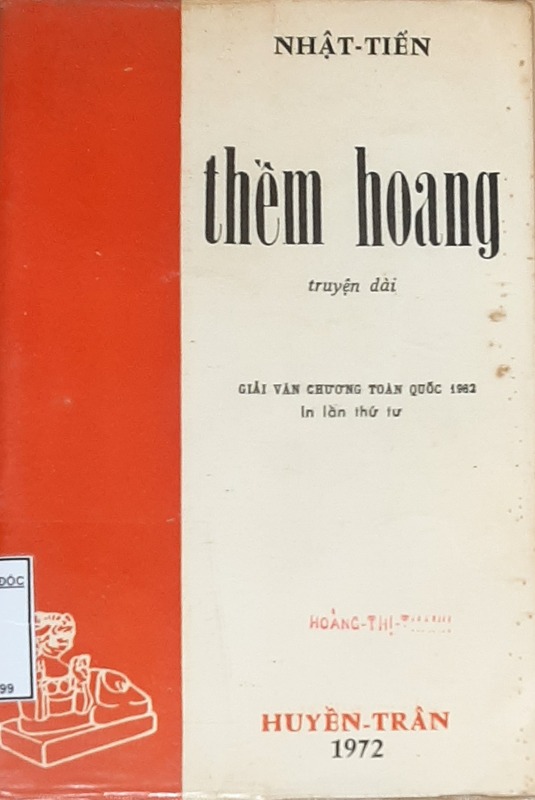 NHẬT-TIẾN
thềm hoang
truyện dài
GIẢI VĂN CHƯƠNG TOÀN QUỐC 1962
In lần thứ tư
HOÀNG-THỊ-
HUYỀN-TRÂN
1972
ĐỌC
99